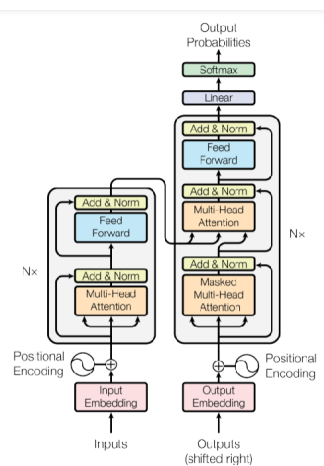 Output
Probabilities
Softmax
Linear
Add & Norm
Feed
Forward
Add & Norm
Multi-Head
Attention
Add & Norm
Masked
Multi-Head
Attention
Nx
Add & Norm
Feed
Forward
Add & Norm
Multi-Head
Attention
Nx
Positional
Encoding
Positional
Encoding
Input
Embedding
Output
Embedding
Inputs
Outputs
(shifted right)